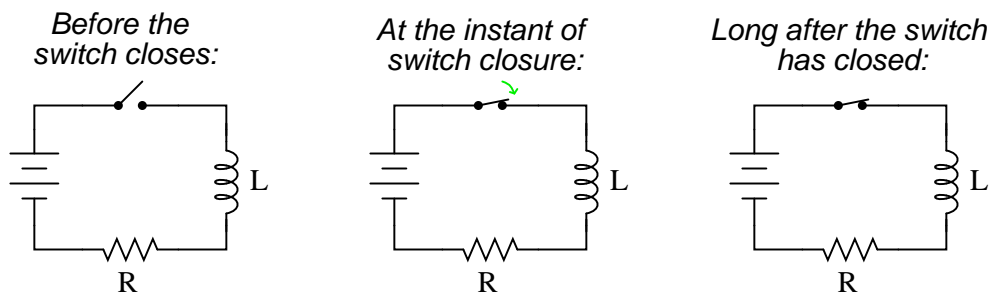 Before the
switch closes:
At the instant of
switch closure:
Long after the switch
has closed:
L
R
L
R
L
R